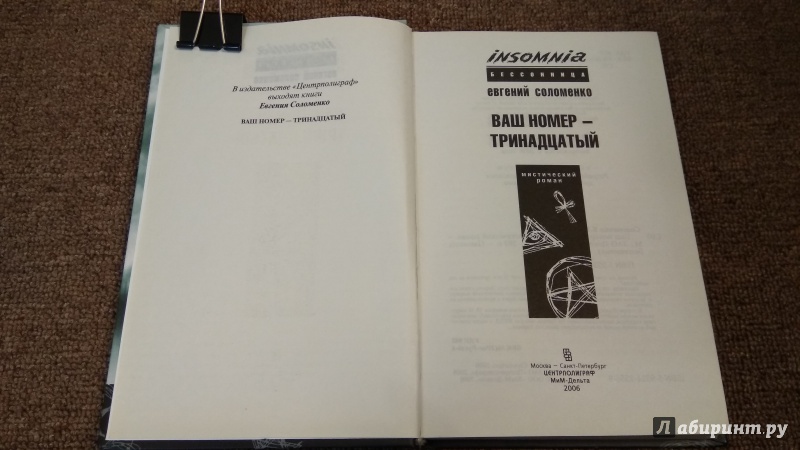 В издательстве «Центрполиграф»
выходят книги
Евгения Соломенко
ВАШ НОМЕР — ТРИНАДЦАТЫЙ
insomnia
БЕССОННИЦА
ЕВГЕНИЙ СОЛОМЕНКО
ВАШ НОМЕР –
ТРИНАДЦАТЫЙ
мистический
роман
Москва – Санкт-Петербург
ЦЕНТРПОЛИГРАФ
МиМ-Дельта
2006
Лабиринт.ру